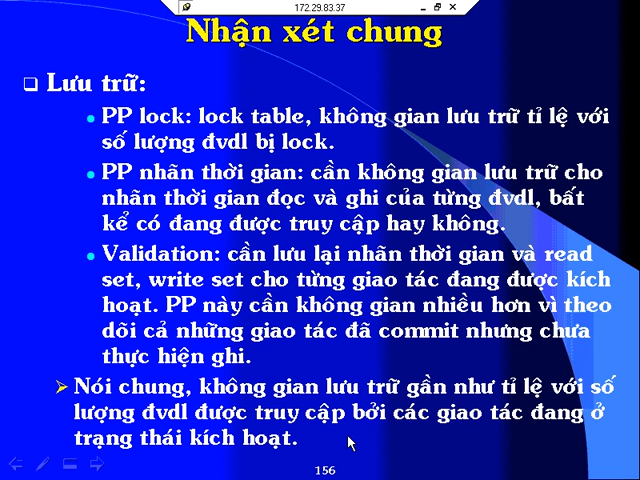 172.29.83.37
Nhận xét chung
Lưu trữ:
PP lock: lock table, không gian lưu trữ tỉ lệ với
số lượng đvdl bị lock.
PP nhãn thời gian: cần không gian lưu trữ cho
nhãn thời gian đọc và ghi của từng đvdl, bất
kể có đang được truy cập hay không.
Validation: cần lưu lại nhãn thời gian và read
set, write set cho từng giao tác đang được kích
hoạt. PP này cần không gian nhiều hơn vì theo
dõi cả những giao tác đã commit nhưng chưa
thực hiện ghi.
Nói chung, không gian lưu trữ gần như tỉ lệ với số
lượng đvdl được truy cập bởi các giao tác đang ở
trạng thái kích hoạt.
156